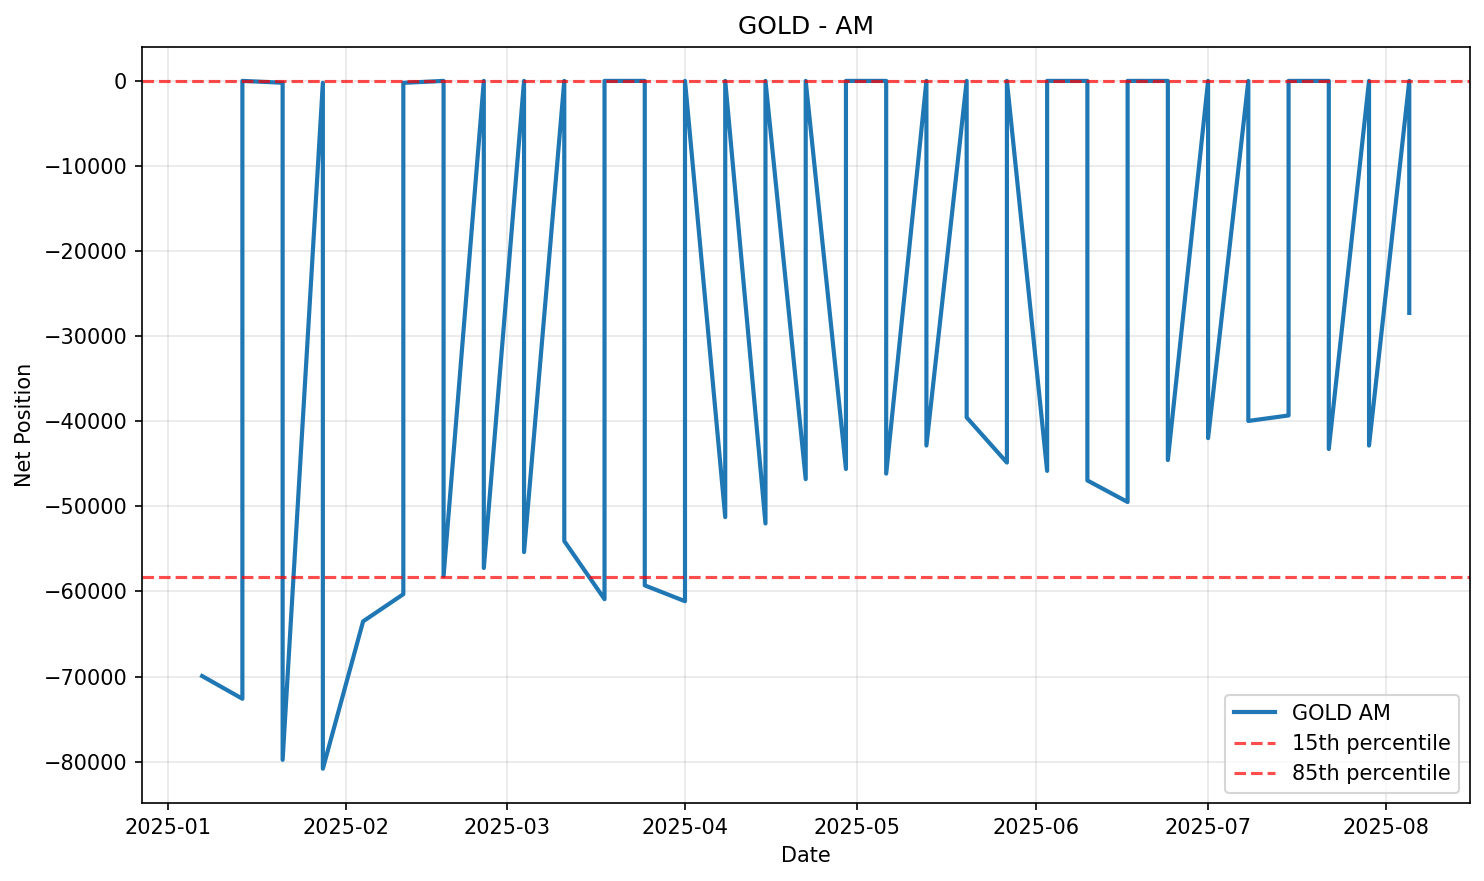 GOLD - AM
Net Position
0
−10000
−20000
−30000
−40000
−50000
−60000
−70000
−80000
GOLD AM
15th percentile
85th percentile
2025-01 2025-02 2025-03 2025-04 2025-05 2025-06 2025-07 2025-08
Date